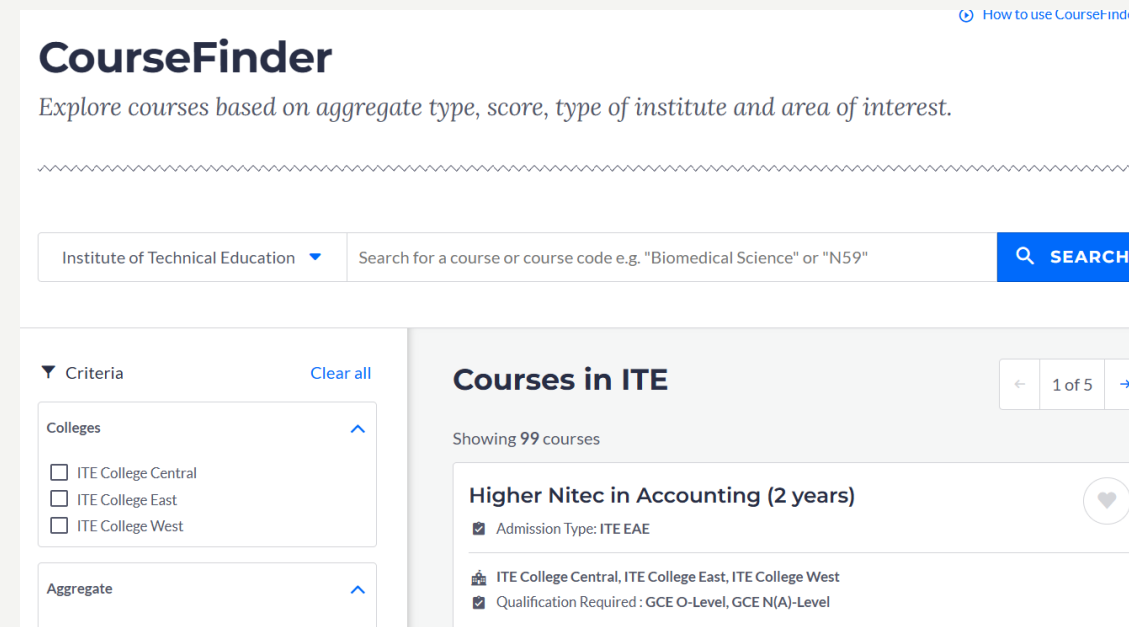 How to use CourseFinde
CourseFinder
Explore courses based on aggregate type, score, type of institute and area of interest.
Institute of Technical Education
Search for a course or course code e.g. "Biomedical Science" or "N59"
SEARCH
Criteria
Clear all
Colleges
ITE College Central
ITE College East
ITE College West
Aggregate
Courses in ITE
1 of 5
Showing 99 courses
Higher Nitec in Accounting (2 years)
Admission Type: ITE EAE
ITE College Central, ITE College East, ITE College West
Qualification Required : GCE O-Level, GCE N(A)-Level